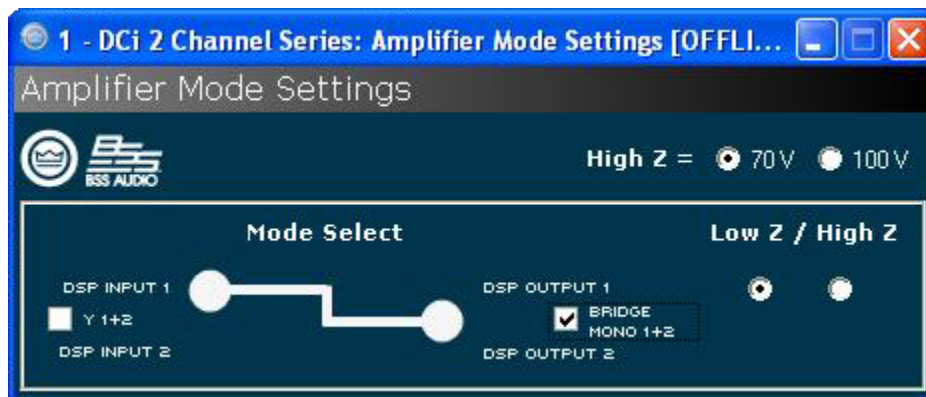 1 - DCi 2 Channel Series: Amplifier Mode Settings [OFFLI...
Amplifier Mode Settings
BSS
BSS AUDIO
High Z = 70V 100V
Mode Select
Low Z / High Z
DSP INPUT 1
Y 1+2
DSP INPUT 2
DSP OUTPUT 1
BRIDGE
MONO 1+2
DSP OUTPUT 2